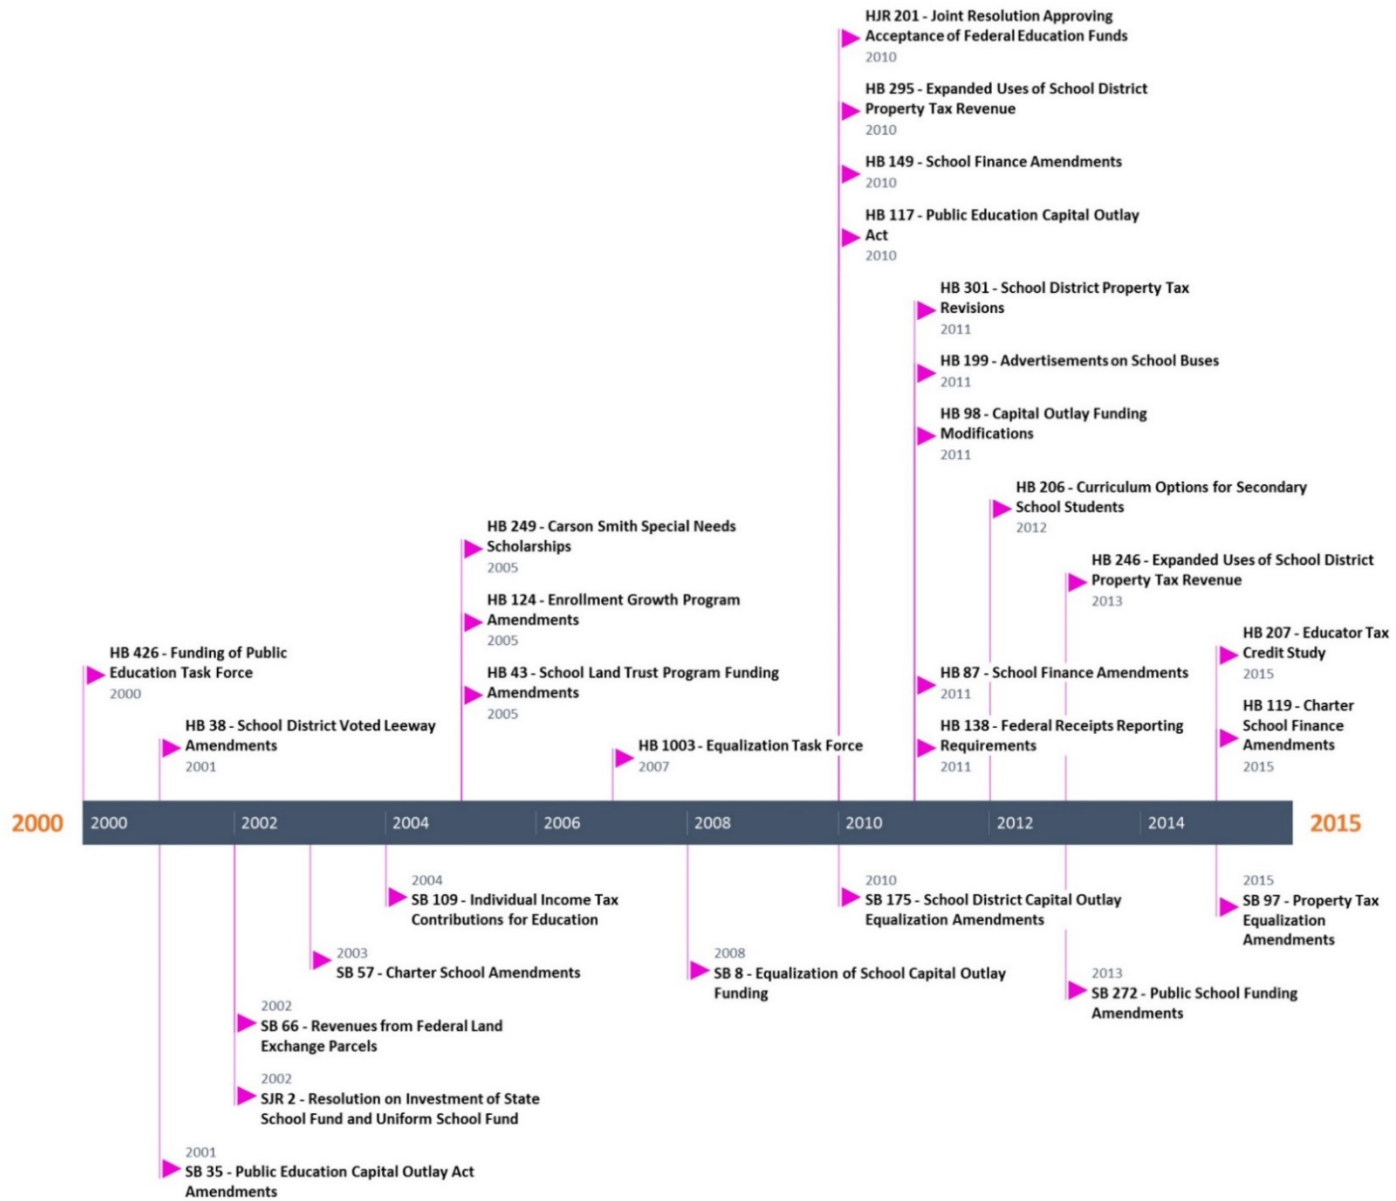 HJR 201 - Joint Resolution Approving
Acceptance of Federal Education Funds
2010
HB 295 - Expanded Uses of School District
Property Tax Revenue
2010
HB 149 - School Finance Amendments
2010
HB 117 - Public Education Capital Outlay
Act
2010
HB 301 - School District Property Tax
Revisions
2011
HB 199 - Advertisements on School Buses
2011
HB 98 - Capital Outlay Funding
Modifications
2011
HB 206 - Curriculum Options for Secondary
School Students
2012
HB 249 - Carson Smith Special Needs
Scholarships
2005
HB 246 - Expanded Uses of School District
Property Tax Revenue
2013
HB 124 - Enrollment Growth Program
Amendments
2005
HB 207 - Educator Tax
Credit Study
2015
HB 426 - Funding of Public
Education Task Force
2000
HB 43 - School Land Trust Program Funding
Amendments
2005
HB 87 - School Finance Amendments
2011
HB 119 - Charter
School Finance
Amendments
2015
HB 38 - School District Voted Leeway
Amendments
2001
HB 138 - Federal Receipts Reporting
Requirements
2011
HB 1003 - Equalization Task Force
2007
2000 2000 2002 2004 2006 2008 2010 2012 2014 2015
2004
SB 109 - Individual Income Tax
Contributions for Education
2010
SB 175 - School District Capital Outlay
Equalization Amendments
2015
SB 97 - Property Tax
Equalization
Amendments
2003
SB 57 - Charter School Amendments
2008
SB 8 - Equalization of School Capital Outlay
Funding
2013
SB 272 - Public School Funding
Amendments
2002
SB 66 - Revenues from Federal Land
Exchange Parcels
2002
SJR 2 - Resolution on Investment of State
School Fund and Uniform School Fund
2001
SB 35 - Public Education Capital Outlay Act
Amendments